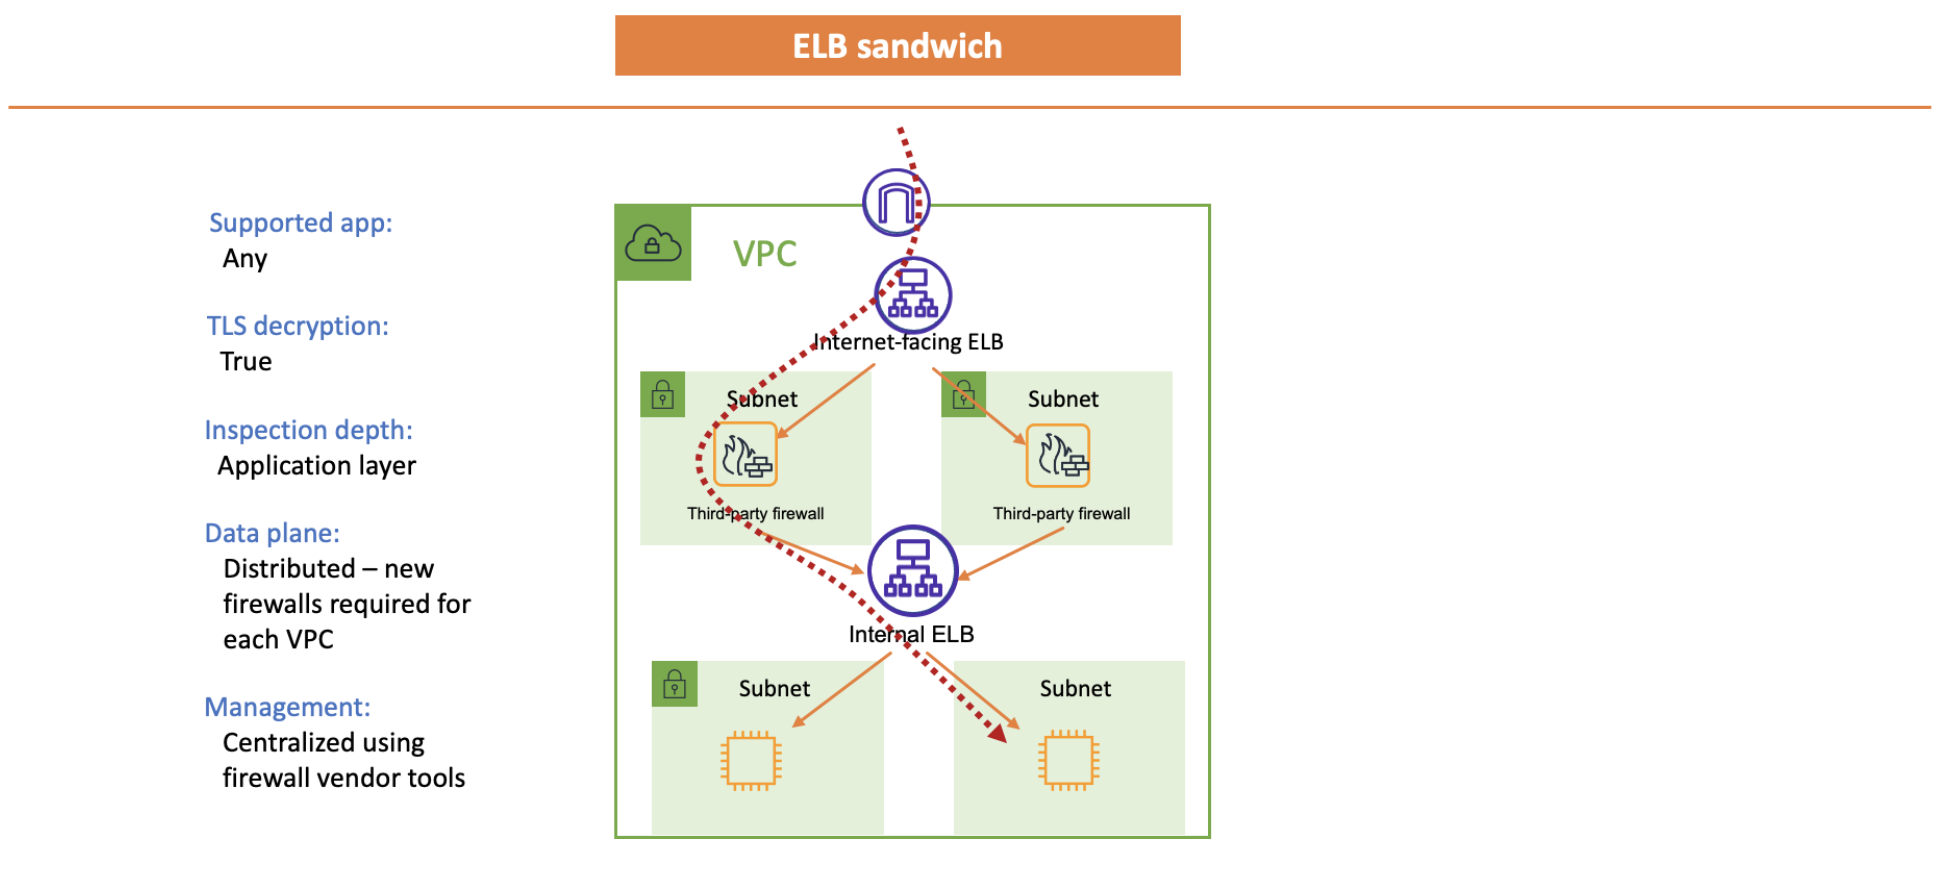 ELB sandwich
Supported app:
Any
TLS decryption:
True
Inspection depth:
Application layer
Data plane:
Distributed – new
firewalls required for
each VPC
Management:
Centralized using
firewall vendor tools
VPC
Internet-facing ELB
Subnet
Subnet
Third-party firewall
Third-party firewall
Internal ELB
Subnet
Subnet